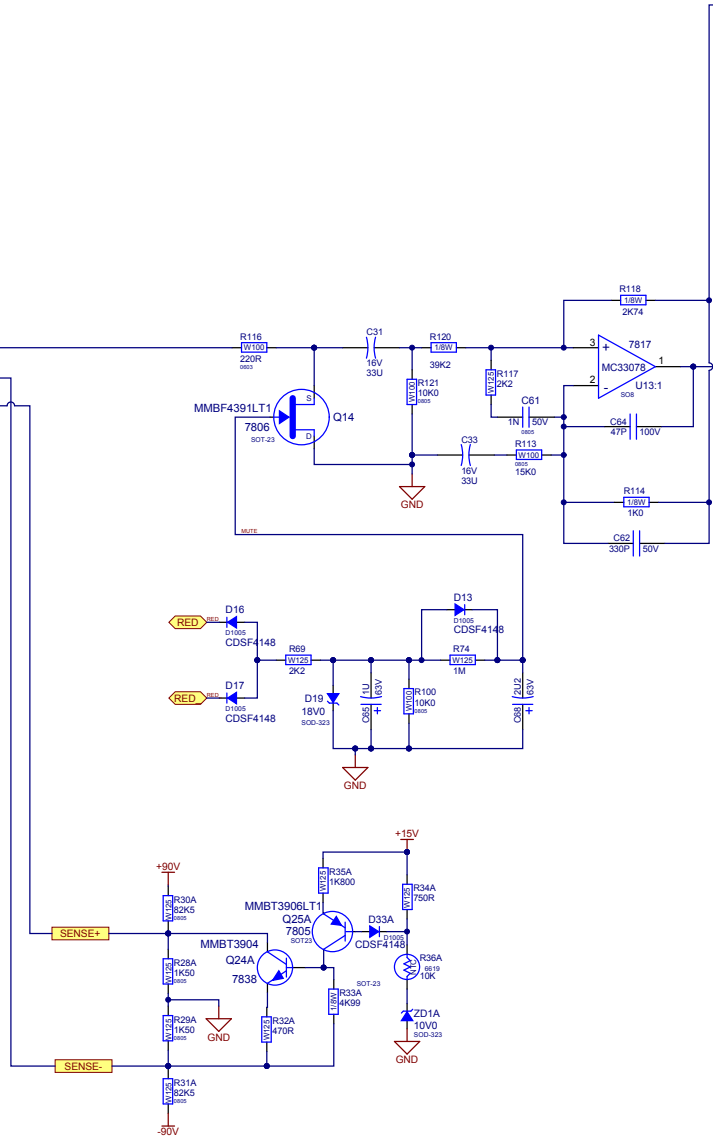 R118
1/8W
2K74
R116
W100
220R
0803
C31
16V
33U
R120
1/8W
39K2
3
+
7817
MC33078
1
2
-
U13:1
SO8
R117
W125
2K2
R121
W100
10K0
0805
MMBF4391LT1
7806
SOT-23
S
D
Q14
C61
1N
50V
0805
C64
47P
100V
C33
16V
33U
R113
W100
0805
15K0
GND
R114
1/8W
1K0
MUTE
C62
330P
50V
D16
RED
RED
D1005
CDSF4148
D13
D1005
CDSF4148
R69
W125
2K2
R74
W125
1M
D17
RED
RED
D1005
CDSF4148
D19
18V0
SOD-323
C65
1U
63V
+
R100
W100
10K0
0805
C68
2U2
63V
+
GND
+15V
+90V
R35A
W125
1K800
R34A
W125
750R
R30A
W125
82K5
0805
MMBT3906LT1
Q25A
7805
SOT23
D33A
D1005
CDSF4148
SENSE+
MMBT3904
Q24A
7838
R28A
W125
1K50
0805
R36A
NTC
6619
10K
SOT-23
R33A
1/8W
4K99
R29A
W125
1K50
0805
GND
R32A
W125
470R
ZD1A
10V0
SOD-323
GND
SENSE-
R31A
W125
82K5
0805
-90V